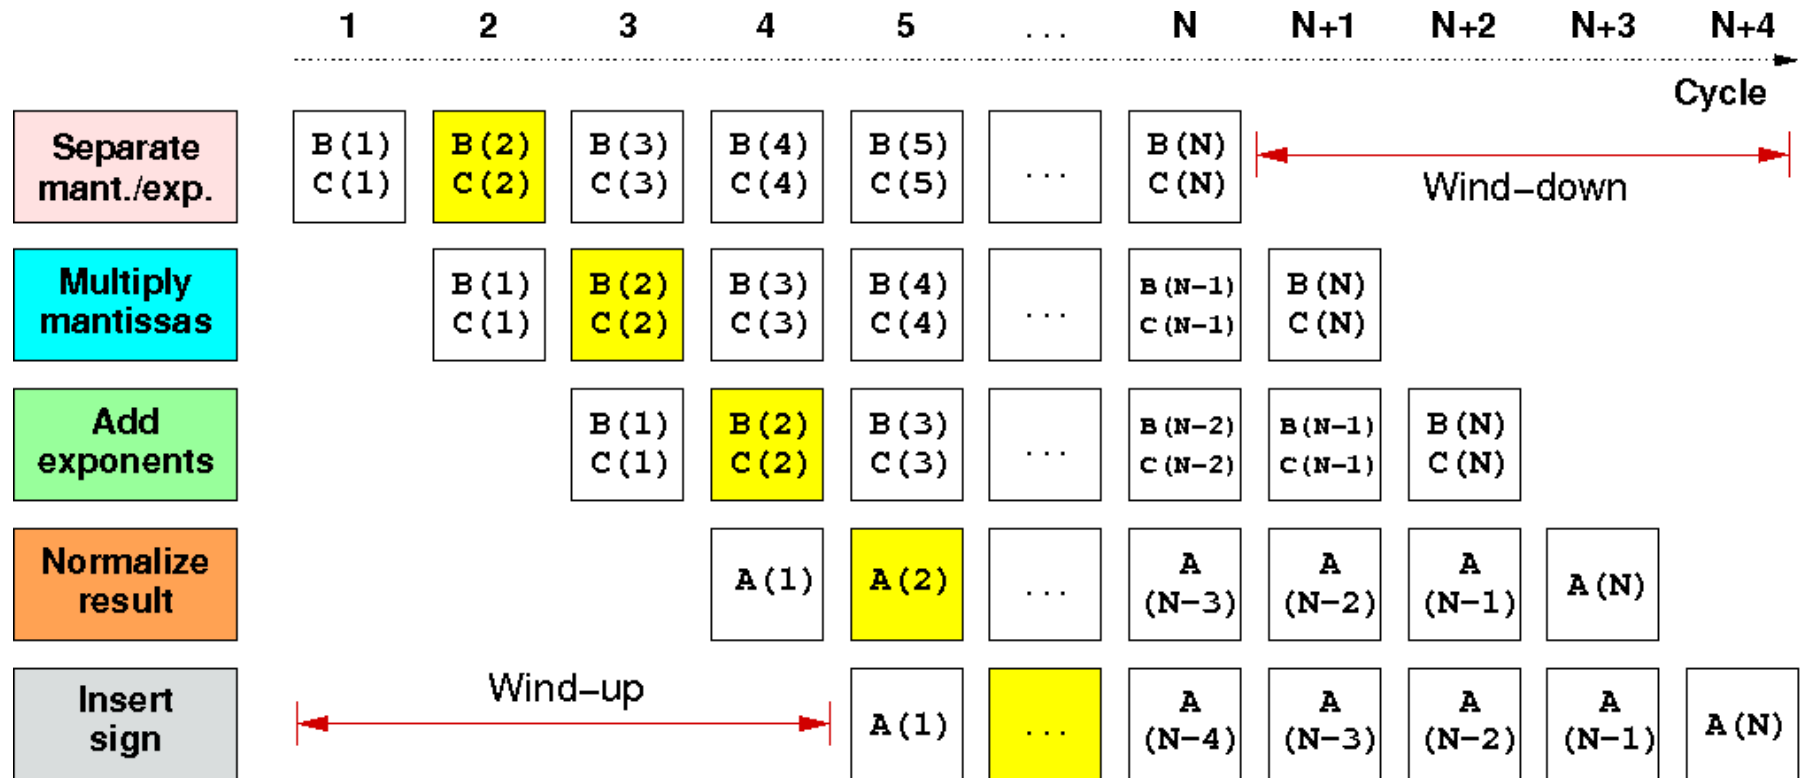 1 2 3 4 5 ... N N+1 N+2 N+3 N+4
Cycle
Separate
mant./exp.
B(1) B(2) B(3) B(4) B(5) ... B(N)
C(1) C(2) C(3) C(4) C(5) C(N)
Wind-down
Multiply
mantissas
B(1) B(2) B(3) B(4) ... B(N-1) B(N)
C(1) C(2) C(3) C(4) C(N-1) C(N)
Add
exponents
B(1) B(2) B(3) ... B(N-2) B(N-1) B(N)
C(1) C(2) C(3) C(N-2) C(N-1) C(N)
Normalize
result
A(1) A(2) ... A A A A(N)
(N-3) (N-2) (N-1)
Insert
sign
Wind-up
A(1) ... A A A A A(N)
(N-4) (N-3) (N-2) (N-1)